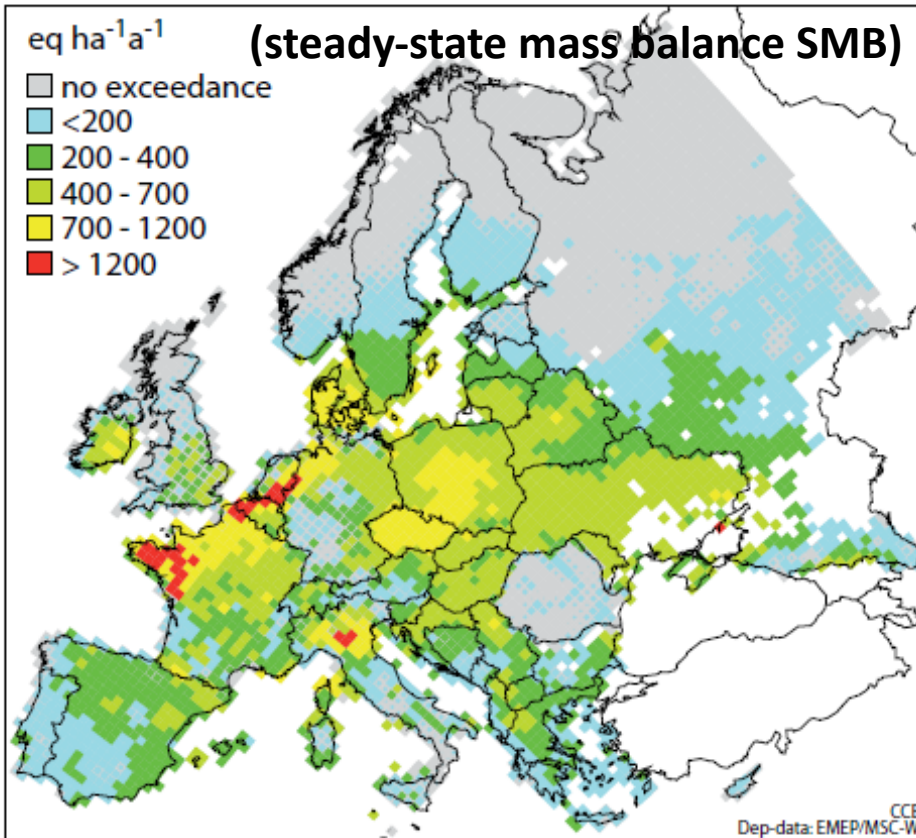 eq ha⁻¹a⁻¹ (steady-state mass balance SMB)
no exceedance
<200
200 - 400
400 - 700
700 - 1200
> 1200
CCE
Dep-data: EMEP/MSC-W